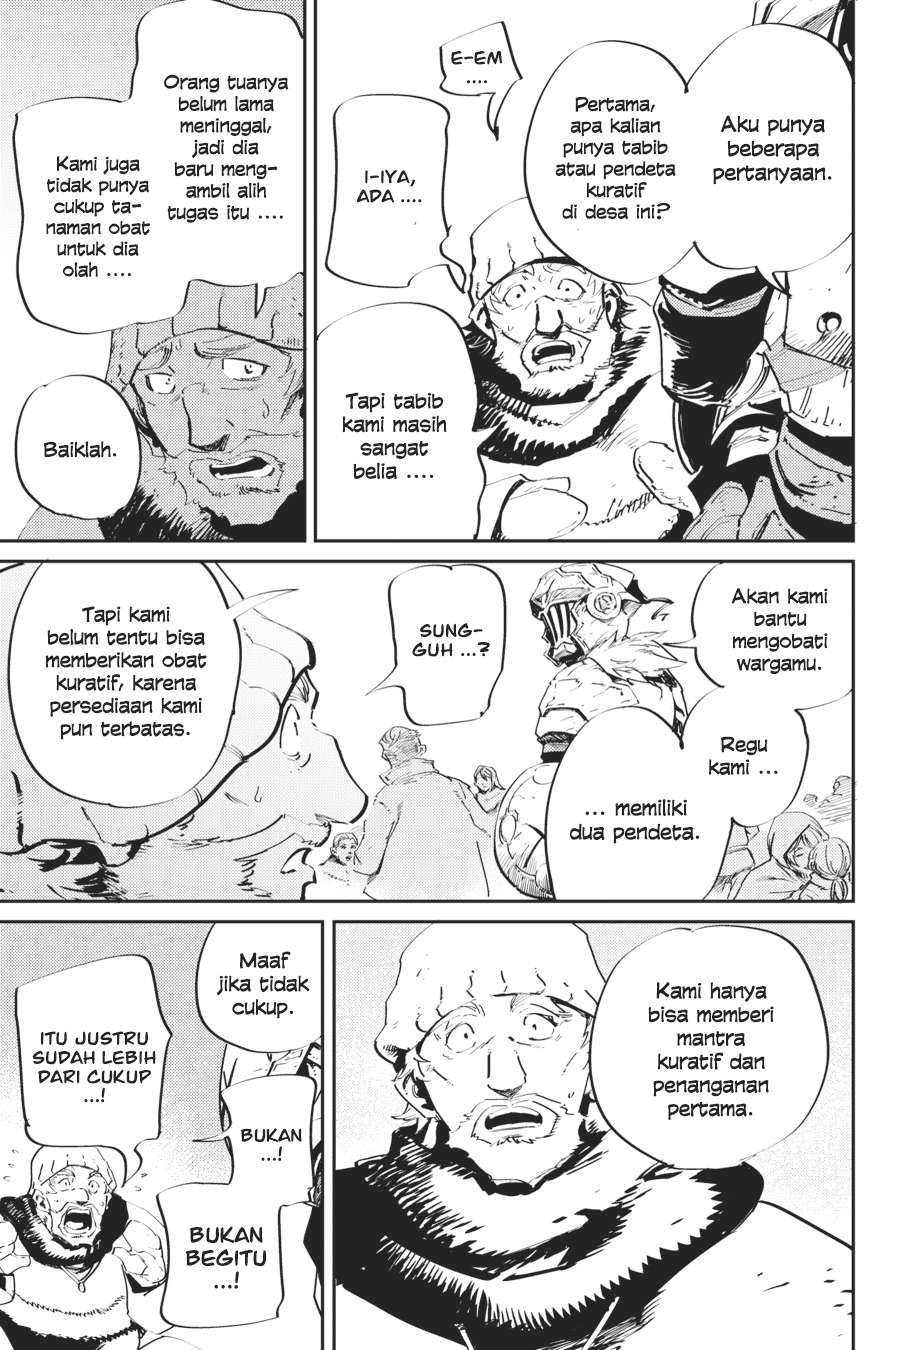 Aku punya
beberapa
pertanyaan.
Pertama,
apa kalian
punya tabib
atau pendeta
kuratif
di desa ini?
E-EM
....
I-IYA,
ADA ....
Tapi tabib
kami masih
sangat
belia ....
Orang tuanya
belum lama
meninggal,
jadi dia
baru meng-
ambil alih
tugas itu ....
Kami juga
tidak punya
cukup ta-
naman obat
untuk dia
olah ....
Baiklah.
Akan kami
bantu
mengobati
wargamu.
Regu
kami ...
... memiliki
dua pendeta.
SUNG-
GUH ...?
Tapi kami
belum tentu bisa
memberikan obat
kuratif, karena
persediaan kami
pun terbatas.
Kami hanya
bisa memberi
mantra
kuratif dan
penanganan
pertama.
Maaf
jika tidak
cukup.
BUKAN
...!
BUKAN
BEGITU
...!
ITU JUSTRU
SUDAH LEBIH
DARI CUKUP
...!